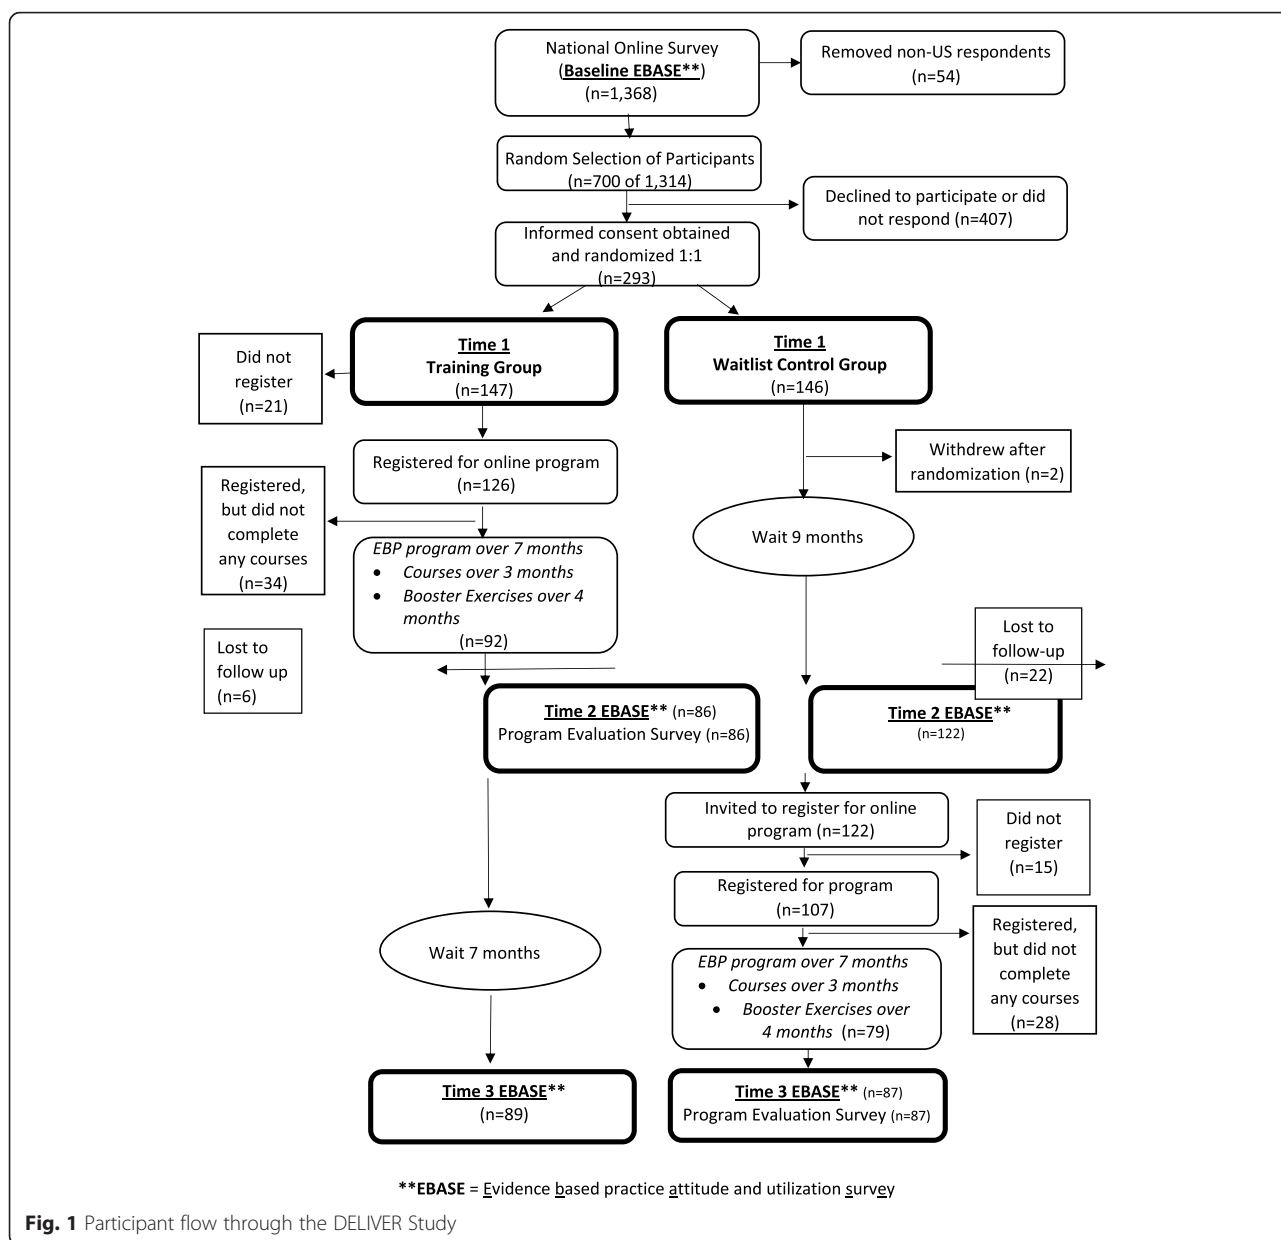 National Online Survey
(Baseline EBASE**)
(n=1,368)
Removed non-US respondents
(n=54)
Random Selection of Participants
(n=700 of 1,314)
Declined to participate or did
not respond (n=407)
Informed consent obtained
and randomized 1:1
(n=293)
Time 1
Training Group
(n=147)
Time 1
Waitlist Control Group
(n=146)
Did not
register
(n=21)
Registered for online program
(n=126)
Withdrew after
randomization (n=2)
Registered,
but did not
complete
any courses
(n=34)
Wait 9 months
EBP program over 7 months
• Courses over 3 months
• Booster Exercises over 4
months
(n=92)
Lost to
follow up
(n=6)
Lost to
follow-up
(n=22)
Time 2 EBASE** (n=86)
Program Evaluation Survey (n=86)
Time 2 EBASE**
(n=122)
Invited to register for online
program (n=122)
Did not
register
(n=15)
Registered for program
(n=107)
Registered,
but did not
complete
any courses
(n=28)
Wait 7 months
EBP program over 7 months
• Courses over 3 months
• Booster Exercises over
4 months (n=79)
Time 3 EBASE**
(n=89)
Time 3 EBASE** (n=87)
Program Evaluation Survey (n=87)
**EBASE = Evidence based practice attitude and utilization survey
Fig. 1 Participant flow through the DELIVER Study